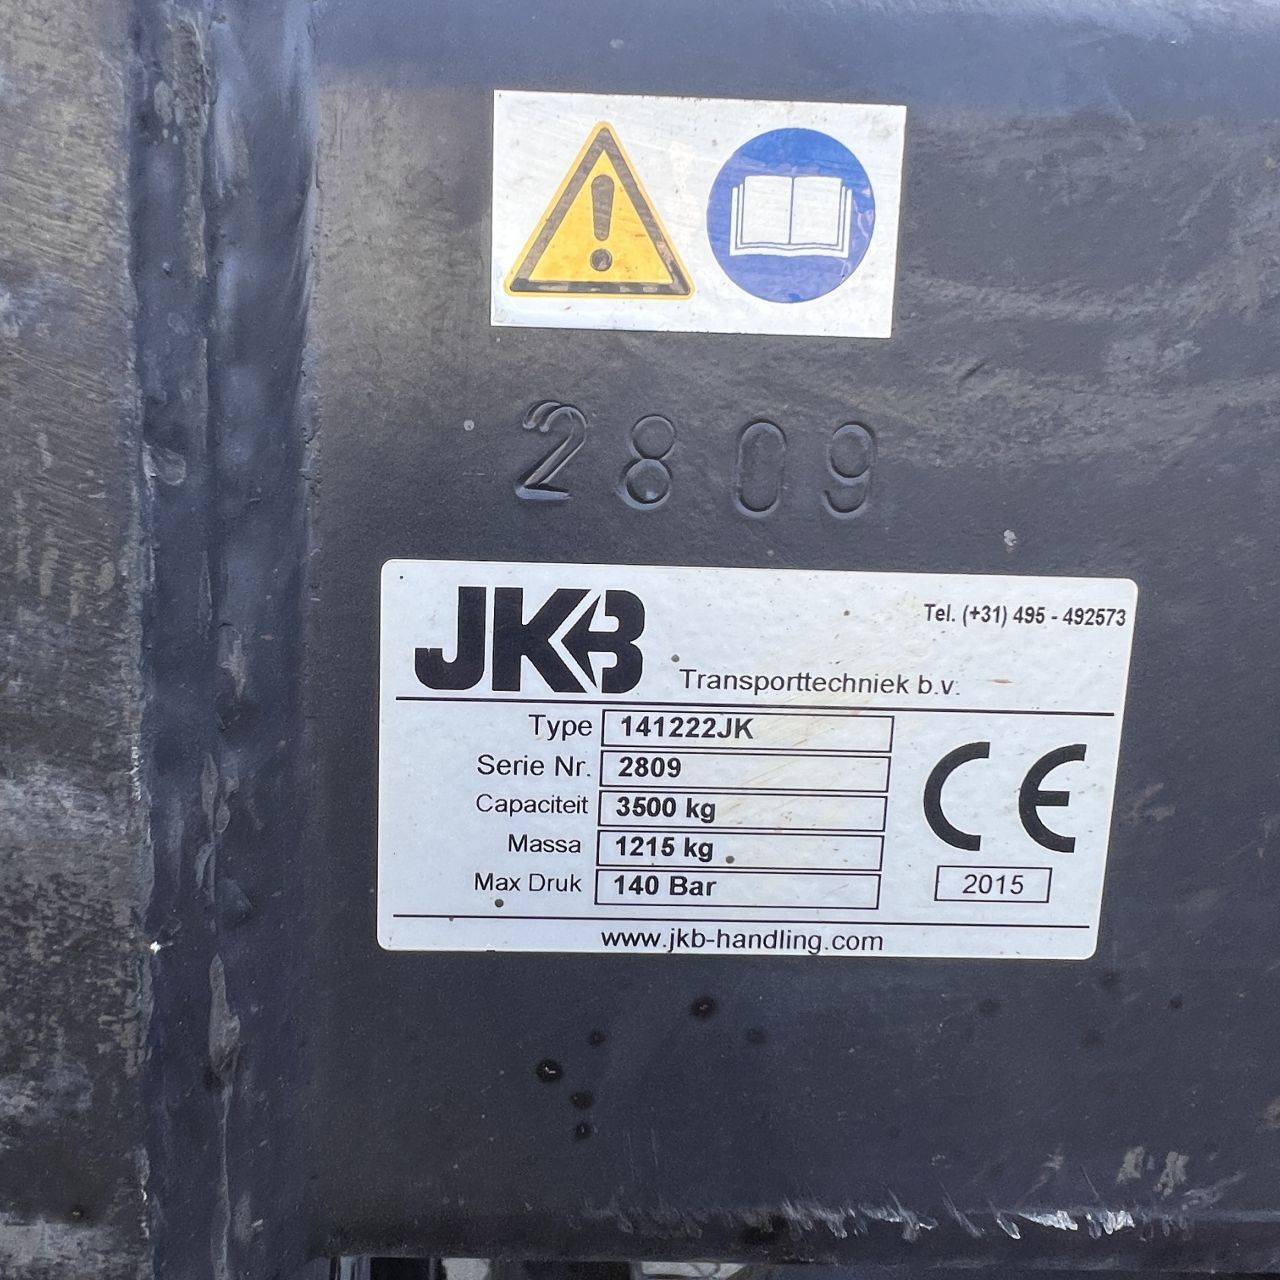 2809
JKB
Tel. (+31) 495 - 492573
Transporttechniek b.v.
Type 141222JK
Serie Nr. 2809
Capaciteit 3500 kg
Massa 1215 kg
Max Druk 140 Bar
CE
2015
www.jkb-handling.com